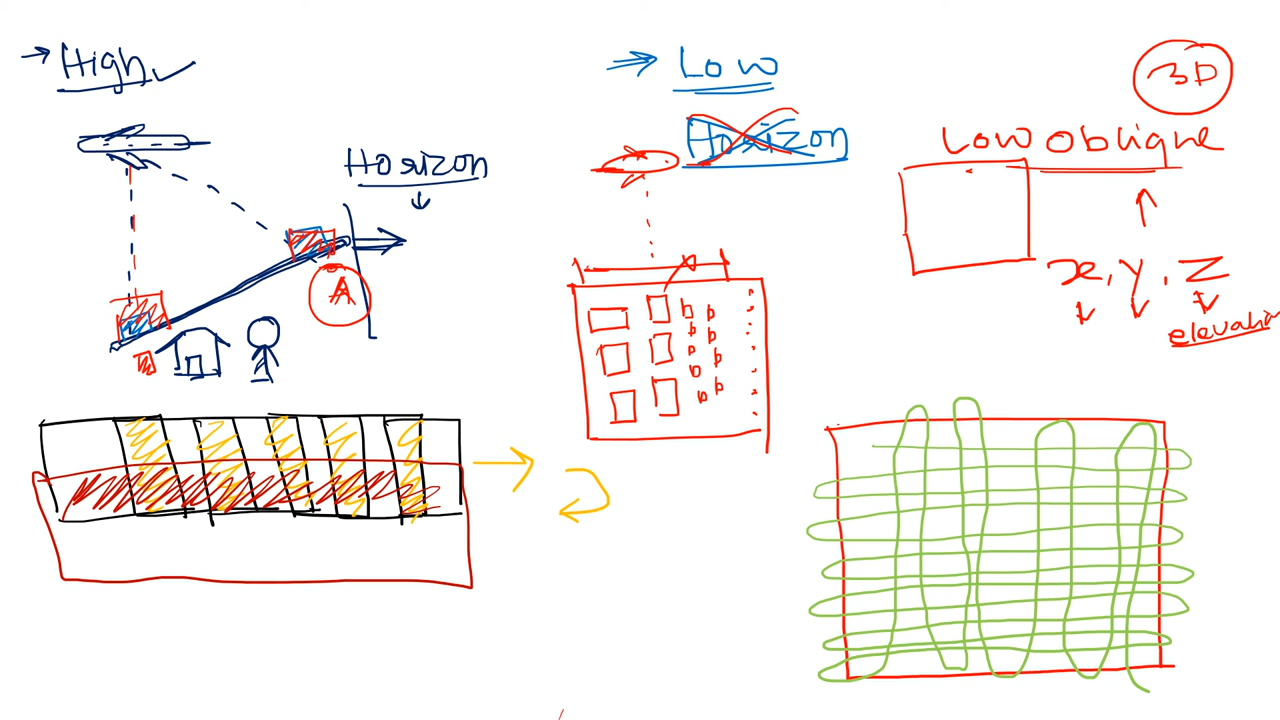 → High ✓
Horizon
A
→ Low
Horizon
3D
Low Oblique
x, y, z
elevation